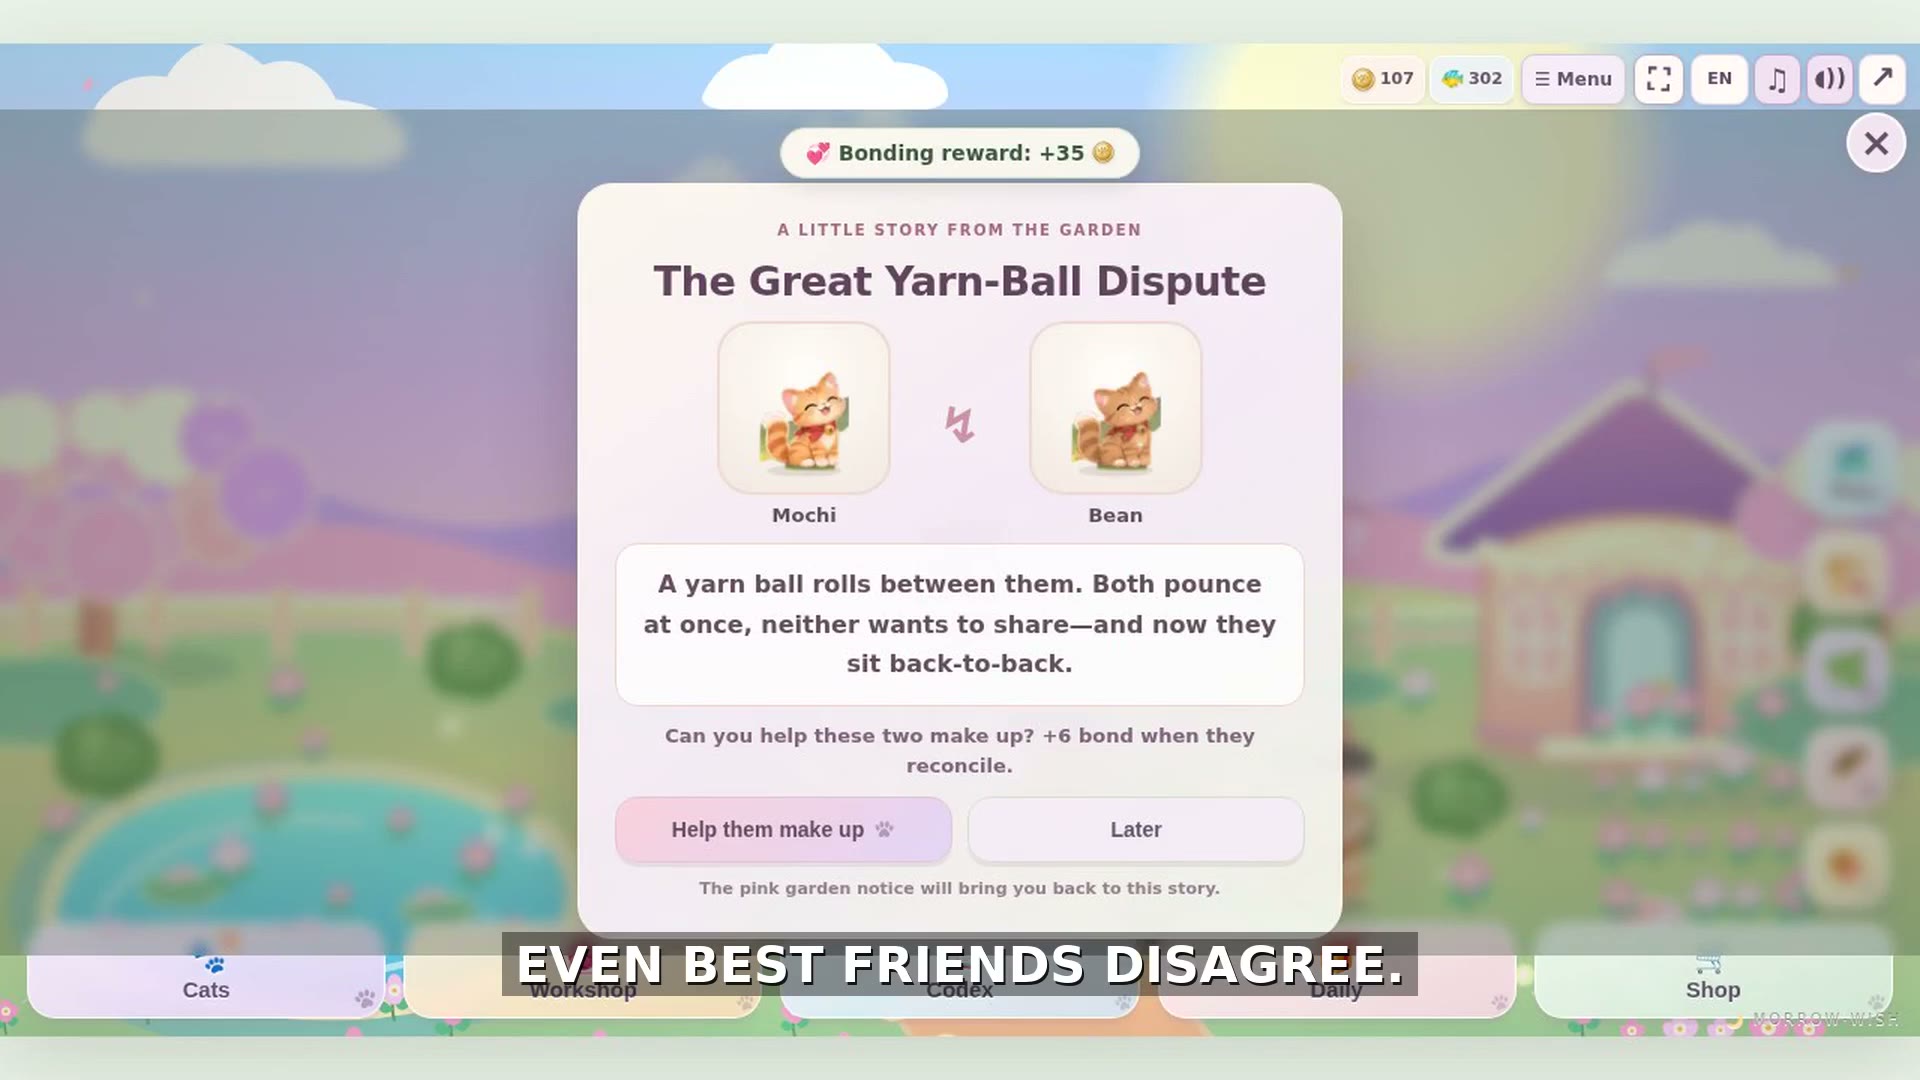 107
302
☰ Menu
EN
💞 Bonding reward: +35
A LITTLE STORY FROM THE GARDEN
The Great Yarn-Ball Dispute
Mochi
Bean
A yarn ball rolls between them. Both pounce
at once, neither wants to share—and now they
sit back-to-back.
Can you help these two make up? +6 bond when they
reconcile.
Help them make up 🐾
Later
The pink garden notice will bring you back to this story.
EVEN BEST FRIENDS DISAGREE.
Cats
Workshop
Codex
Daily
Shop
MORROW-WISH